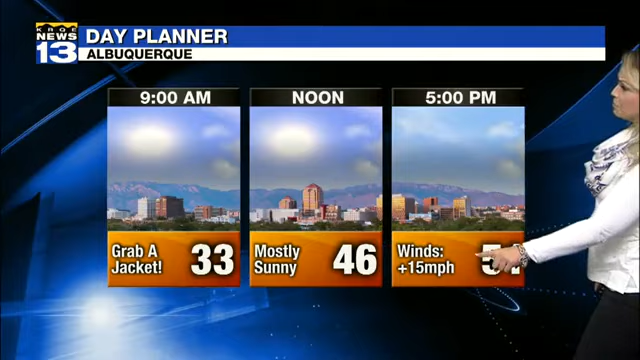 KRQE
NEWS
13
DAY PLANNER
ALBUQUERQUE
9:00 AM
NOON
5:00 PM
Grab A
Jacket!
33
Mostly
Sunny
46
Winds:
+15mph